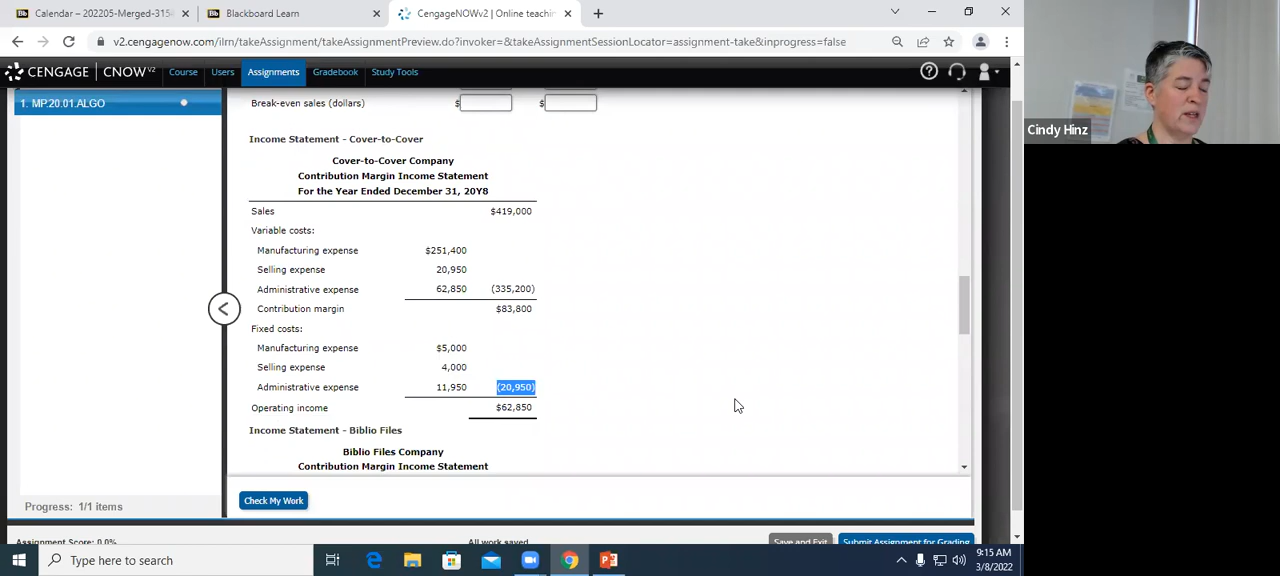 Calendar – 202205-Merged-315
Blackboard Learn
CengageNOWv2 | Online teachin
v2.cengagenow.com/ilrn/takeAssignment/takeAssignmentPreview.do?invoker=&takeAssignmentSessionLocator=assignment-take&inprogress=false
CENGAGE | CNOWv2 Course Users Assignments Gradebook Study Tools
1. MP.20.01.ALGO
Break-even sales (dollars) $ $
Income Statement - Cover-to-Cover
Cover-to-Cover Company
Contribution Margin Income Statement
For the Year Ended December 31, 20Y8
Sales $419,000
Variable costs:
Manufacturing expense $251,400
Selling expense 20,950
Administrative expense 62,850 (335,200)
Contribution margin $83,800
Fixed costs:
Manufacturing expense $5,000
Selling expense 4,000
Administrative expense 11,950 (20,950)
Operating income $62,850
Income Statement - Biblio Files
Biblio Files Company
Contribution Margin Income Statement
Progress: 1/1 items
Check My Work
Assignment Score: 0.0% All work saved. Save and Exit Submit Assignment for Grading
Type here to search
9:15 AM
3/8/2022
Cindy Hinz